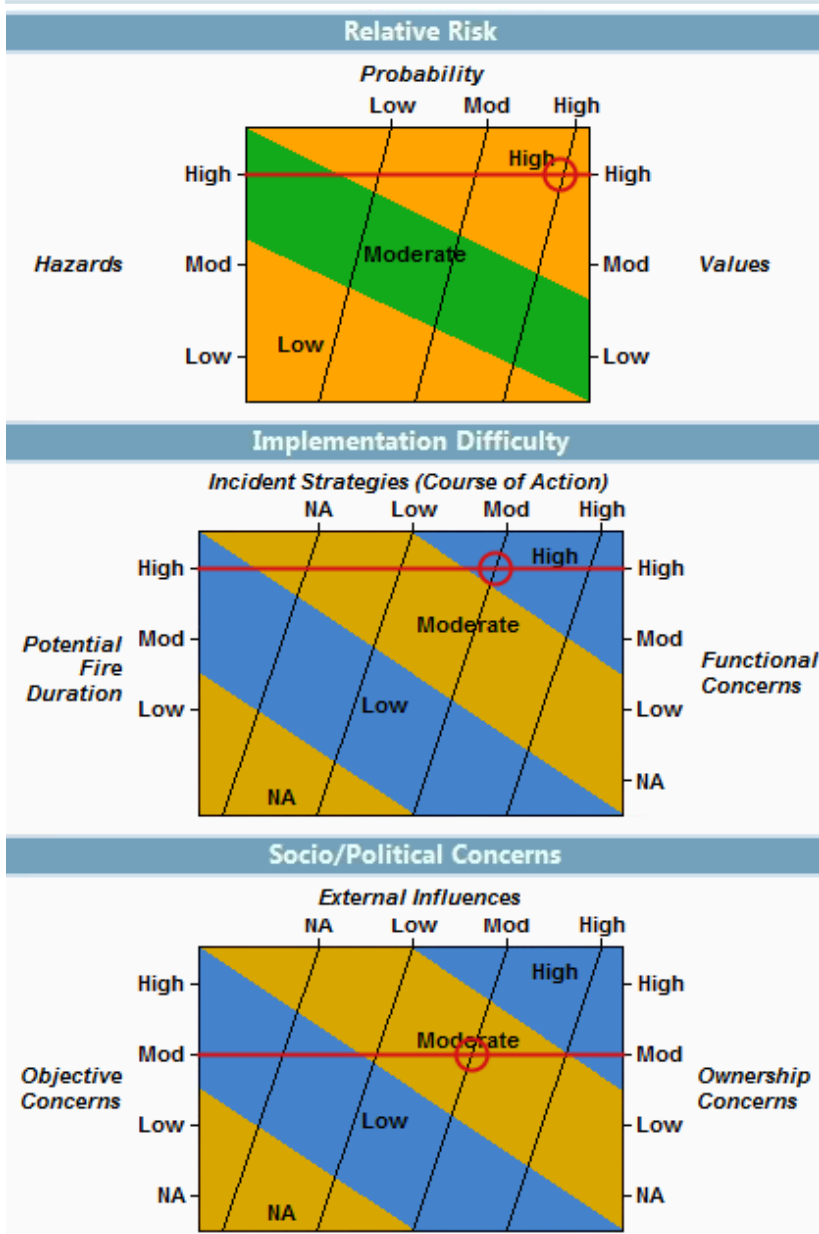 Relative Risk
Probability
Low Mod High
High High High
Hazards Mod Moderate Mod Values
Low Low Low
Implementation Difficulty
Incident Strategies (Course of Action)
NA Low Mod High
High High High
Potential Fire Duration Mod Moderate Mod Functional Concerns
Low Low Low
NA NA
Socio/Political Concerns
External Influences
NA Low Mod High
High High High
Objective Concerns Mod Moderate Mod Ownership Concerns
Low Low Low
NA NA NA